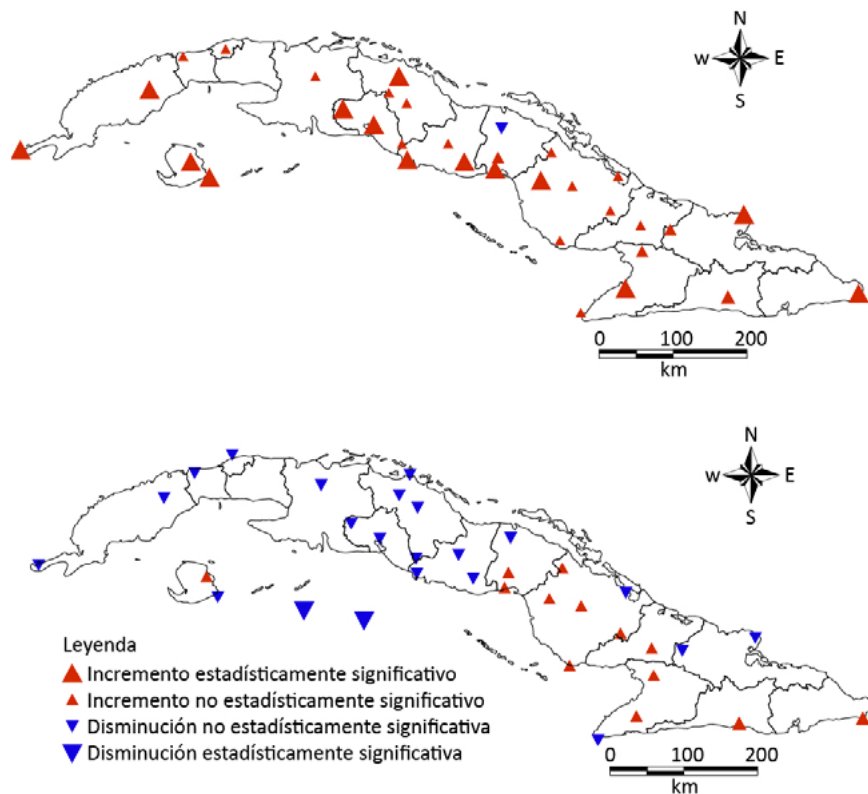 N
W E
S
0 100 200
km
N
W E
S
Leyenda
Incremento estadísticamente significativo
Incremento no estadísticamente significativo
Disminución no estadísticamente significativa
Disminución estadísticamente significativa
0 100 200
km